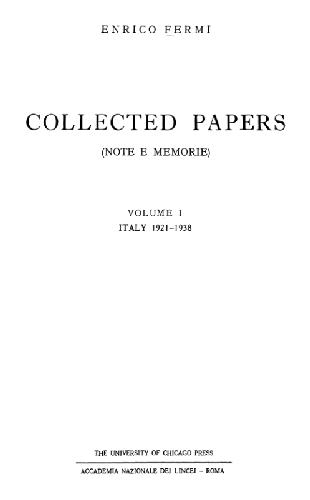 ENRICO FERMI
COLLECTED PAPERS
(NOTE E MEMORIE)
VOLUME I
ITALY 1921–1938
THE UNIVERSITY OF CHICAGO PRESS
ACCADEMIA NAZIONALE DEI LINCEI – ROMA